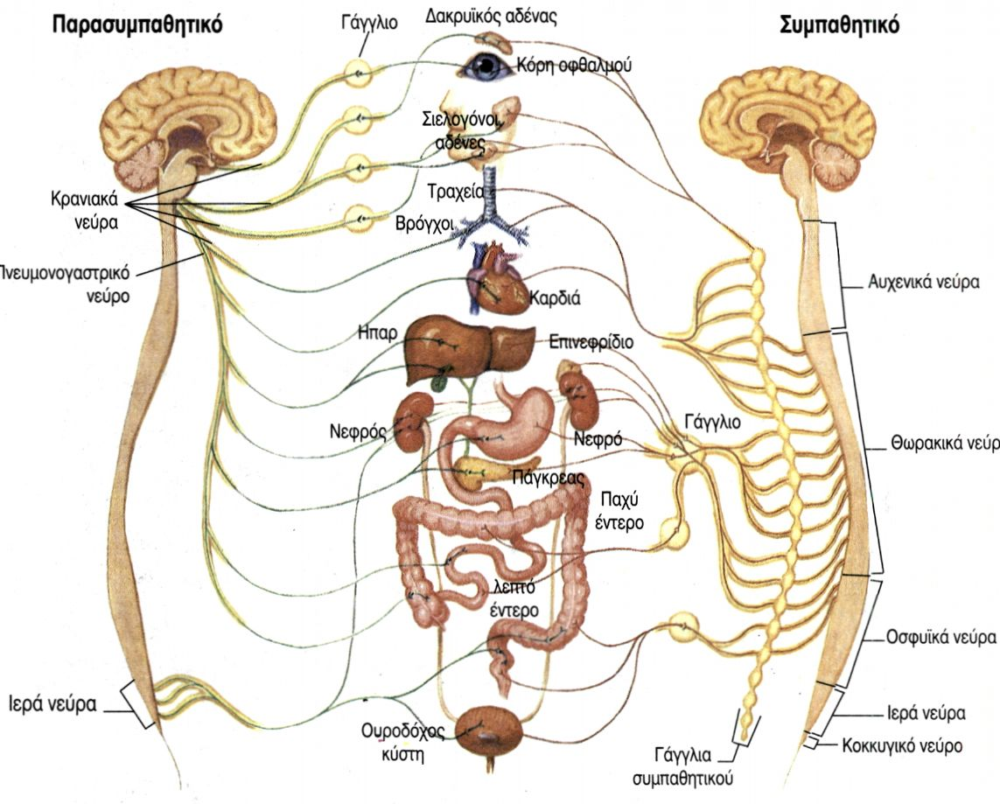 Παρασυμπαθητικό
Γάγγλιο
Δακρυϊκός αδένας
Συμπαθητικό
Κόρη οφθαλμού
Σιελογόνοι
αδένες
Τραχεία
Βρόγχοι
Κρανιακά
νεύρα
Πνευμονογαστρικό
νεύρο
Αυχενικά νεύρα
Καρδιά
Ηπαρ
Επινεφρίδιο
Νεφρός
Νεφρό
Γάγγλιο
Θωρακικά νεύρ
Πάγκρεας
Παχύ
έντερο
λεπτό
έντερο
Οσφυϊκά νεύρα
Ιερά νεύρα
Ιερά νεύρα
Ουροδόχος
κύστη
Κοκκυγικό νεύρο
Γάγγλια
συμπαθητικού